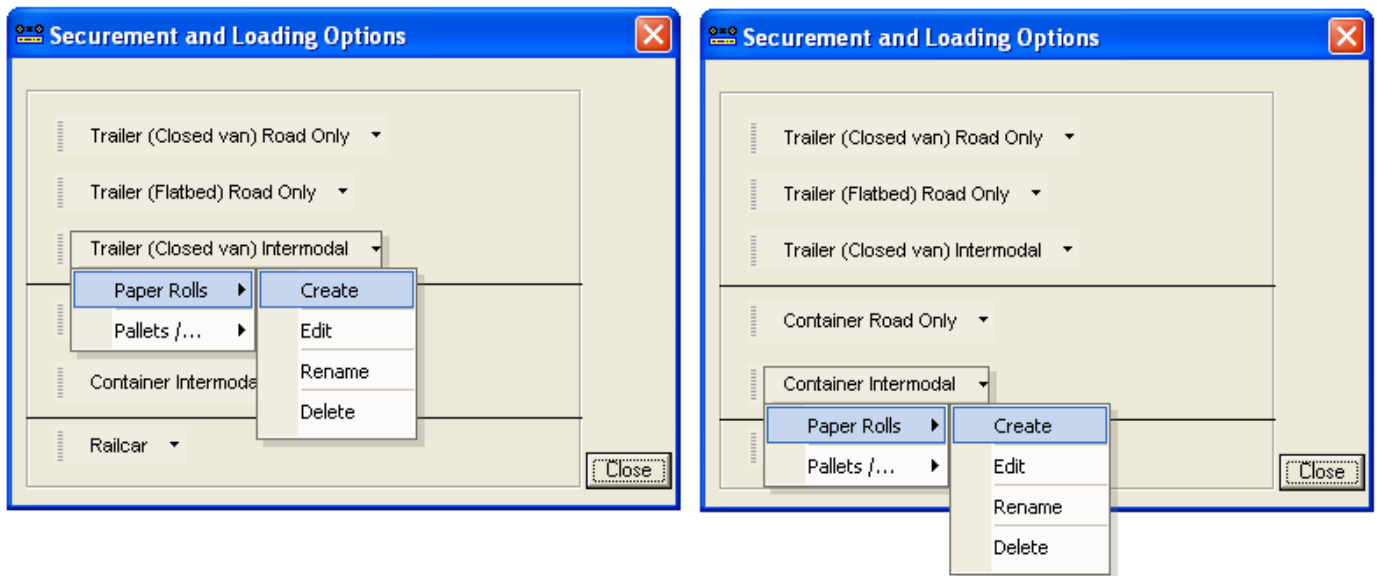 Securement and Loading Options
Trailer (Closed van) Road Only
Trailer (Flatbed) Road Only
Trailer (Closed van) Intermodal
Paper Rolls
Pallets /...
Create
Edit
Rename
Delete
Container Intermoda
Railcar
Close
Securement and Loading Options
Trailer (Closed van) Road Only
Trailer (Flatbed) Road Only
Trailer (Closed van) Intermodal
Container Road Only
Container Intermodal
Paper Rolls
Pallets /...
Create
Edit
Rename
Delete
Close